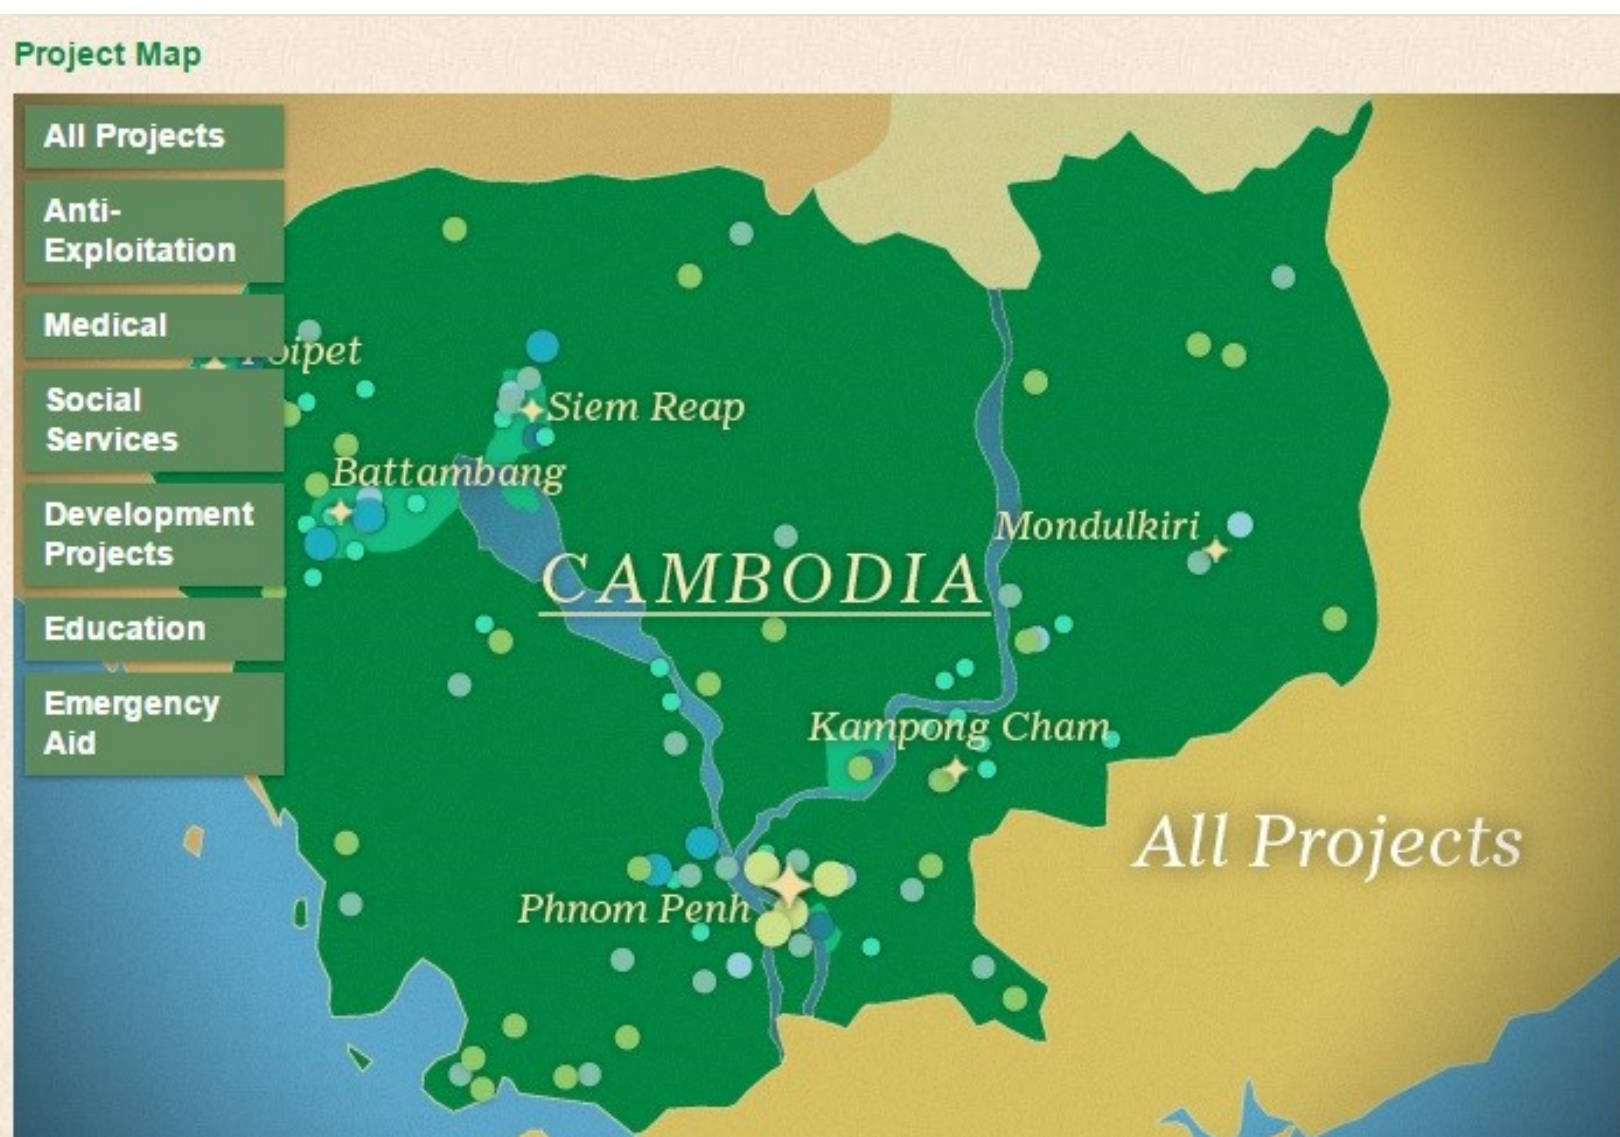 Project Map
All Projects
Anti-
Exploitation
Medical
Social
Services
Development
Projects
Education
Emergency
Aid
Poipet
Siem Reap
Battambang
CAMBODIA
Mondulkiri
Kampong Cham
All Projects
Phnom Penh